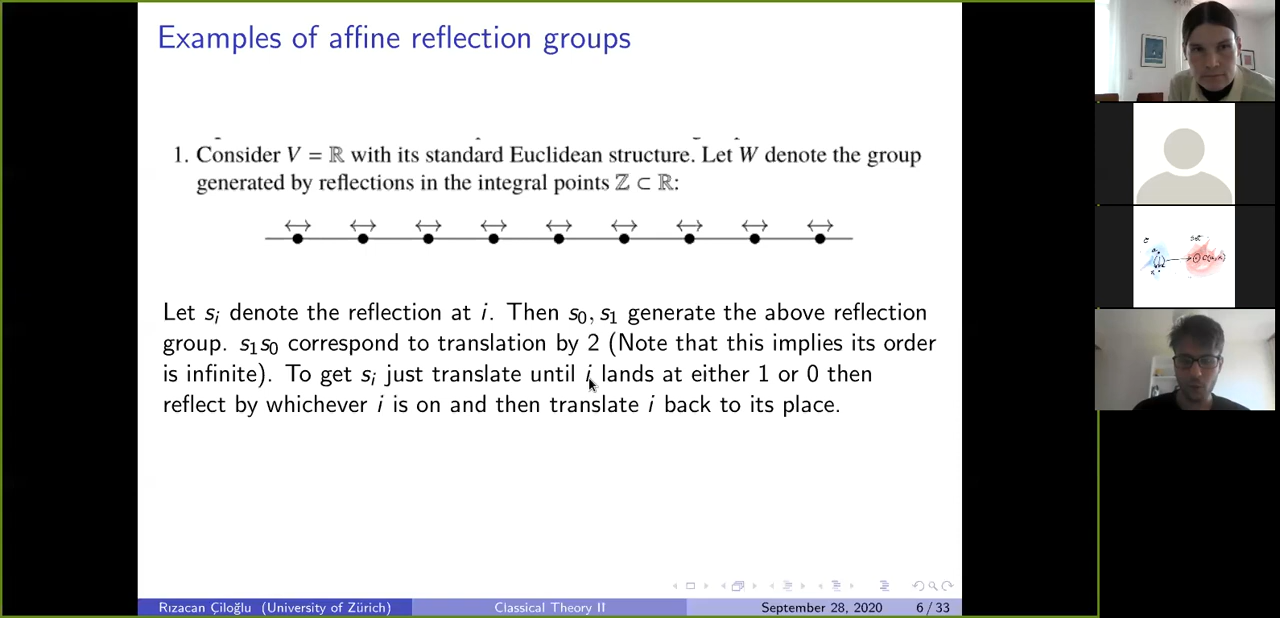 Examples of affine reflection groups
1. Consider V = ℝ with its standard Euclidean structure. Let W denote the group
generated by reflections in the integral points ℤ ⊂ ℝ:
Let sᵢ denote the reflection at i. Then s₀, s₁ generate the above reflection
group. s₁s₀ correspond to translation by 2 (Note that this implies its order
is infinite). To get sᵢ just translate until i lands at either 1 or 0 then
reflect by whichever i is on and then translate i back to its place.
Rızacan Çiloğlu (University of Zürich) Classical Theory II September 28, 2020 6 / 33